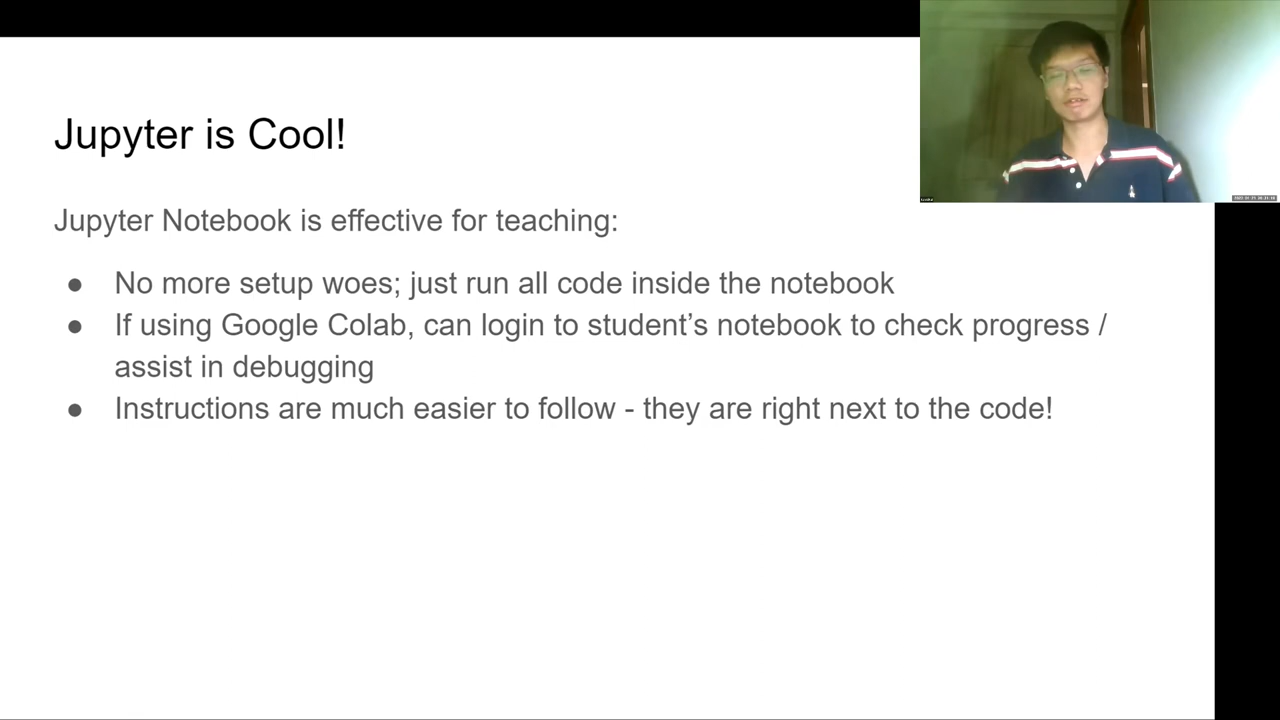 Jupyter is Cool!
Jupyter Notebook is effective for teaching:
● No more setup woes; just run all code inside the notebook
● If using Google Colab, can login to student’s notebook to check progress /
assist in debugging
● Instructions are much easier to follow - they are right next to the code!